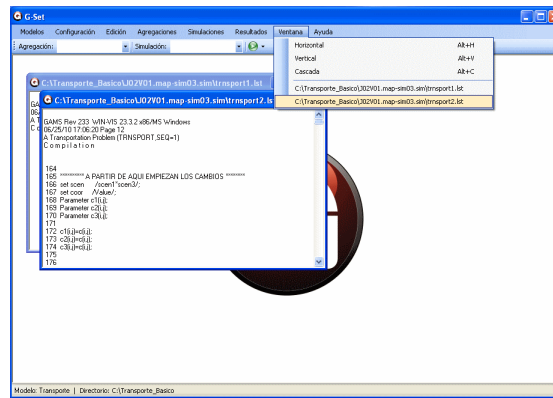 G-Set
Modelos Configuración Edición Agregaciones Simulaciones Resultados Ventana Ayuda
Agregación: Simulación:
Horizontal Alt+H
Vertical Alt+V
Cascada Alt+C
C:\Transporte_Basico\J02V01.map-sim03.sim\trnsport1.lst
C:\Transporte_Basico\J02V01.map-sim03.sim\trnsport2.lst
C:\Transporte_Basico\J02V01.map-sim03.sim\trnsport1.lst
C:\Transporte_Basico\J02V01.map-sim03.sim\trnsport2.ls
GAMS Rev 233 WIN-VIS 23.3.2 x86/MS Windows
06/25/10 17:06:20 Page 12
A Transportation Problem (TRNSPORT,SEQ=1)
C o m p i l a t i o n
164
165 ******** A PARTIR DE AQUI EMPIEZAN LOS CAMBIOS *******
166 set scen /scen1*scen3/;
167 set coor /Value/;
168 Parameter c1(i,j);
169 Parameter c2(i,j);
170 Parameter c3(i,j);
171
172 c1(i,j)=c(i,j);
173 c2(i,j)=c(i,j);
174 c3(i,j)=c(i,j);
175
176
Modelo: Transporte | Directorio: C:\Transporte_Basico